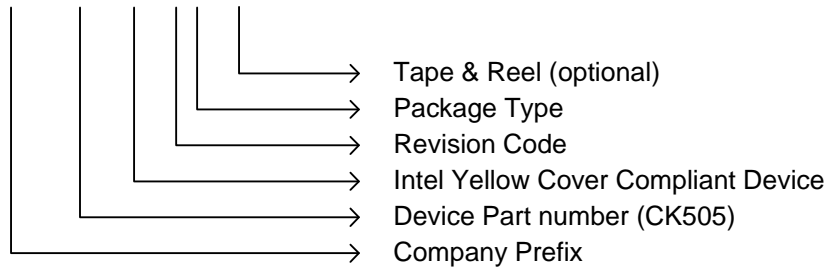 Tape & Reel (optional)
Package Type
Revision Code
Intel Yellow Cover Compliant Device
Device Part number (CK505)
Company Prefix